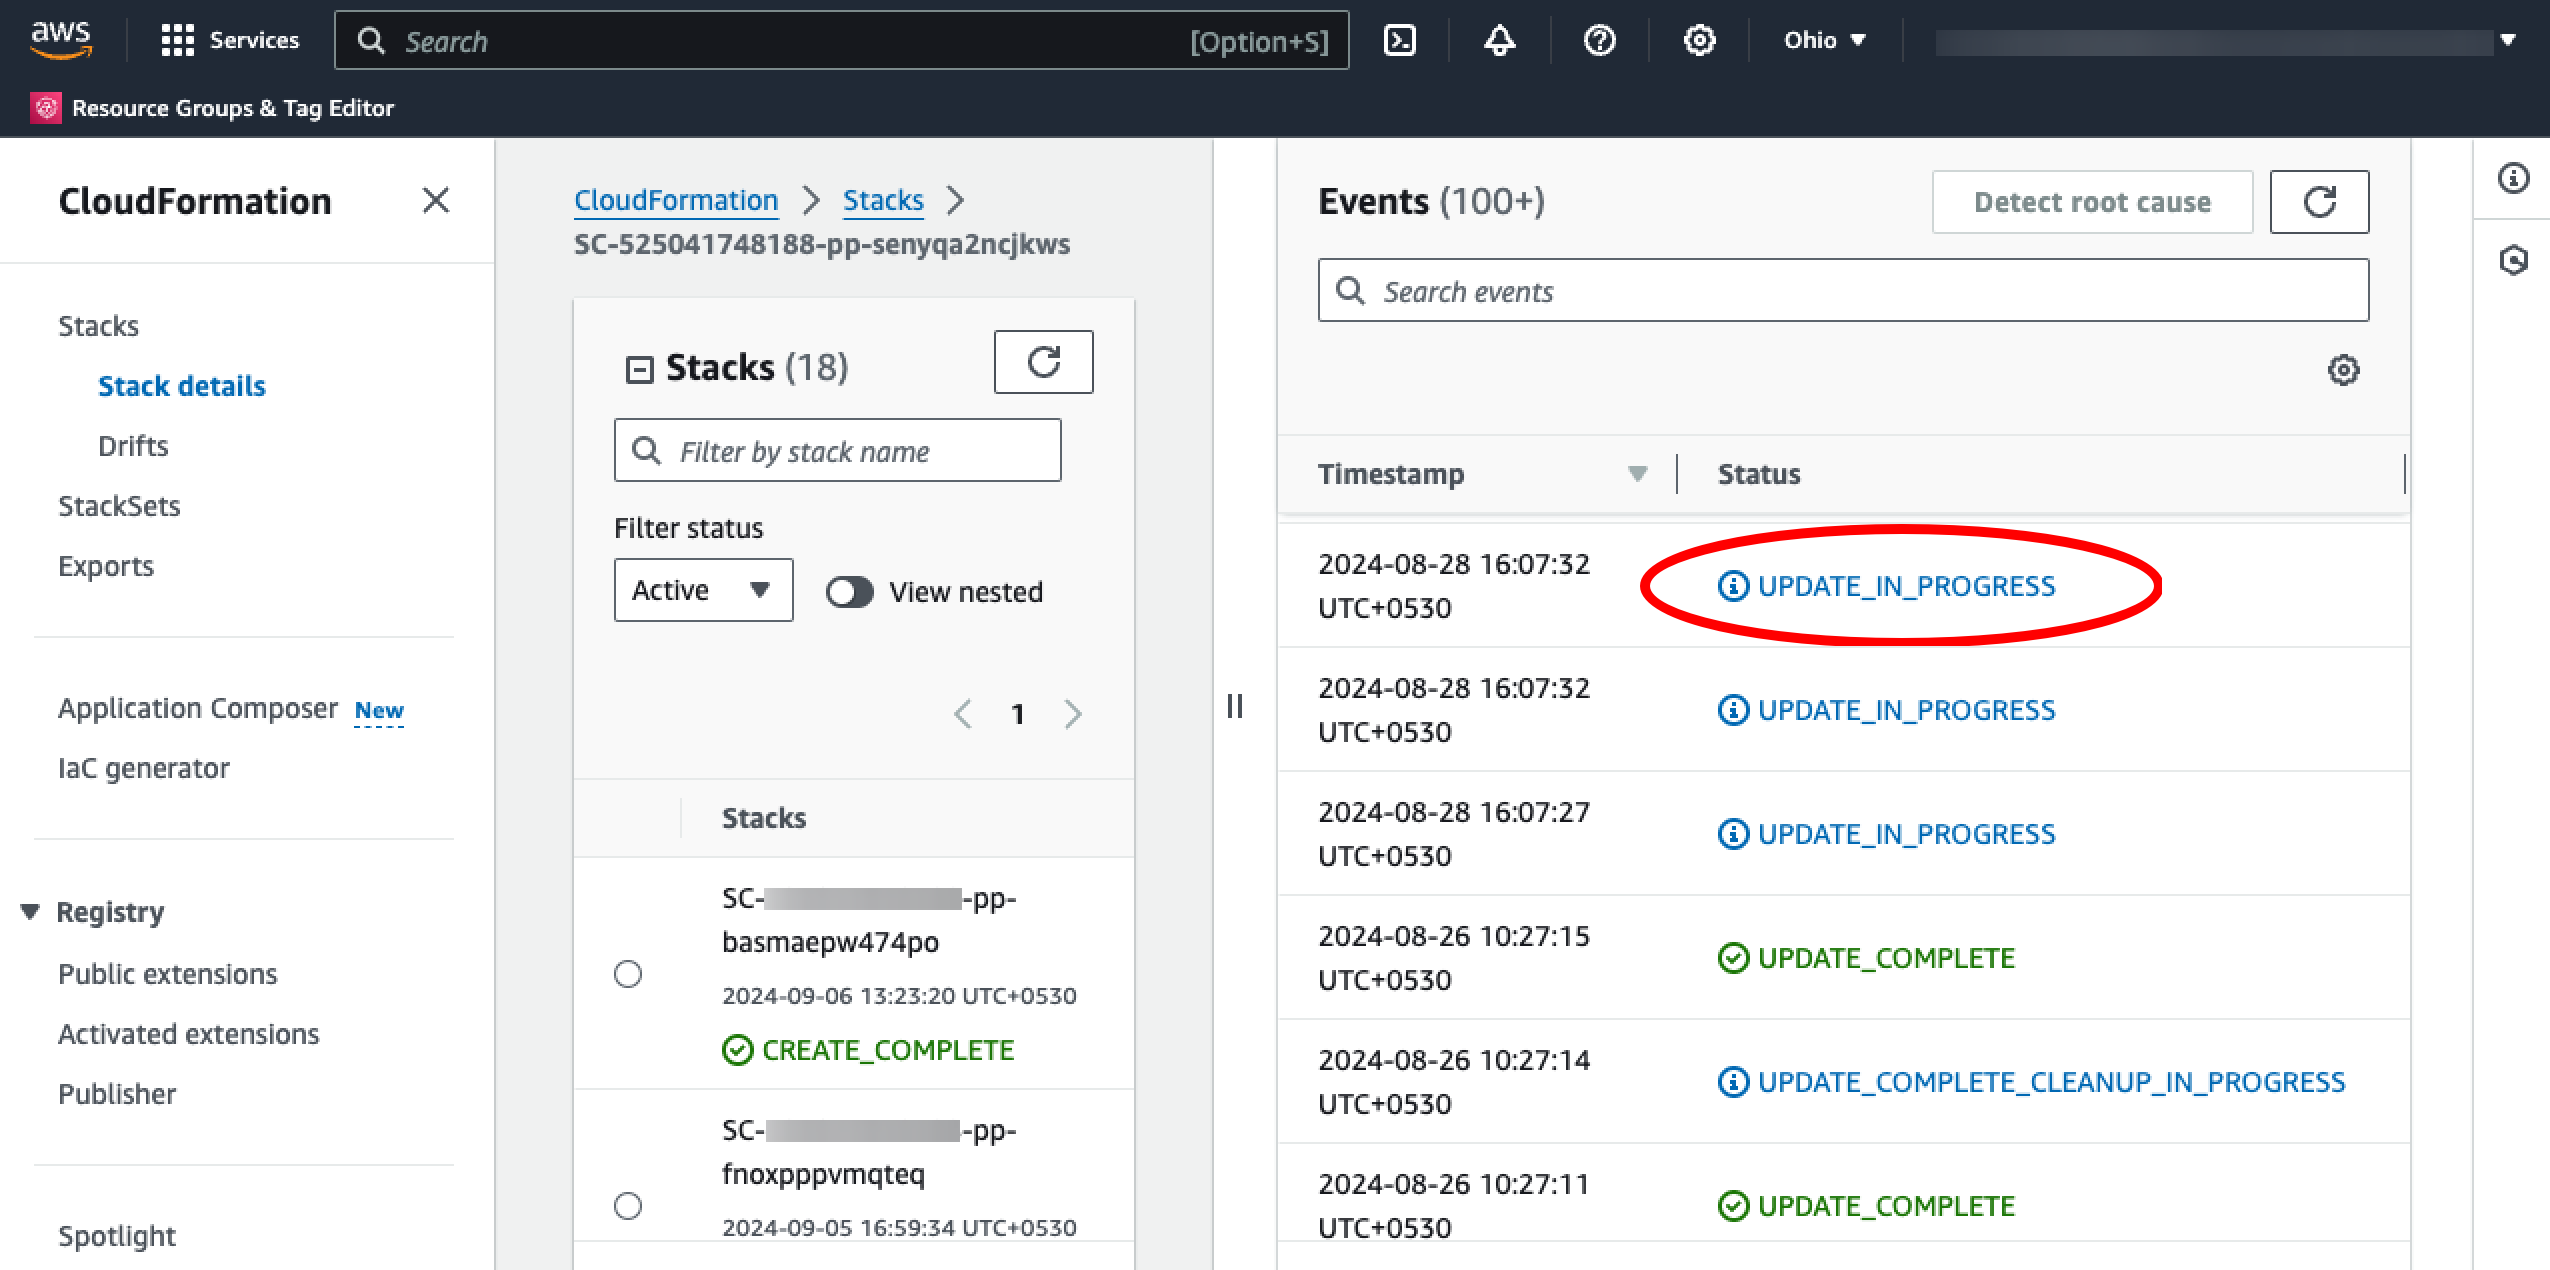 aws
Services
Search
[Option+S]
Ohio
Resource Groups & Tag Editor
CloudFormation
Stacks
Stack details
Drifts
StackSets
Exports
Application Composer New
IaC generator
Registry
Public extensions
Activated extensions
Publisher
Spotlight
CloudFormation
Stacks
SC-525041748188-pp-senyqa2ncjkws
Stacks (18)
Filter by stack name
Filter status
Active
View nested
1
Stacks
SC- -pp-
basmaepw474po
2024-09-06 13:23:20 UTC+0530
CREATE_COMPLETE
SC- -pp-
fnoxpppvmqteq
2024-09-05 16:59:34 UTC+0530
Events (100+)
Detect root cause
Search events
Timestamp
Status
2024-08-28 16:07:32
UTC+0530
UPDATE_IN_PROGRESS
2024-08-28 16:07:32
UTC+0530
UPDATE_IN_PROGRESS
2024-08-28 16:07:27
UTC+0530
UPDATE_IN_PROGRESS
2024-08-26 10:27:15
UTC+0530
UPDATE_COMPLETE
2024-08-26 10:27:14
UTC+0530
UPDATE_COMPLETE_CLEANUP_IN_PROGRESS
2024-08-26 10:27:11
UTC+0530
UPDATE_COMPLETE